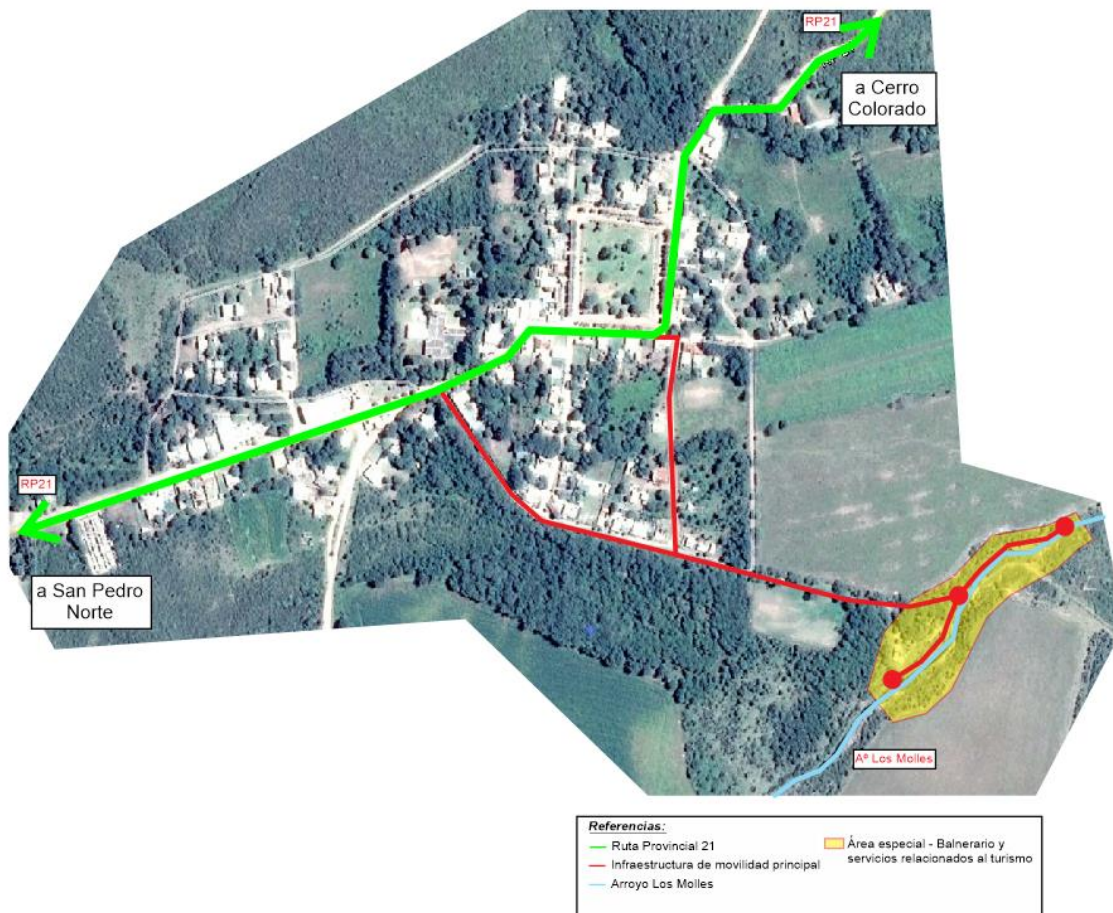 RP21
a Cerro
Colorado
RP21
a San Pedro
Norte
Aº Los Molles
Referencias:
Ruta Provincial 21
Infraestructura de movilidad principal
Arroyo Los Molles
Área especial - Balnerario y
servicios relacionados al turismo